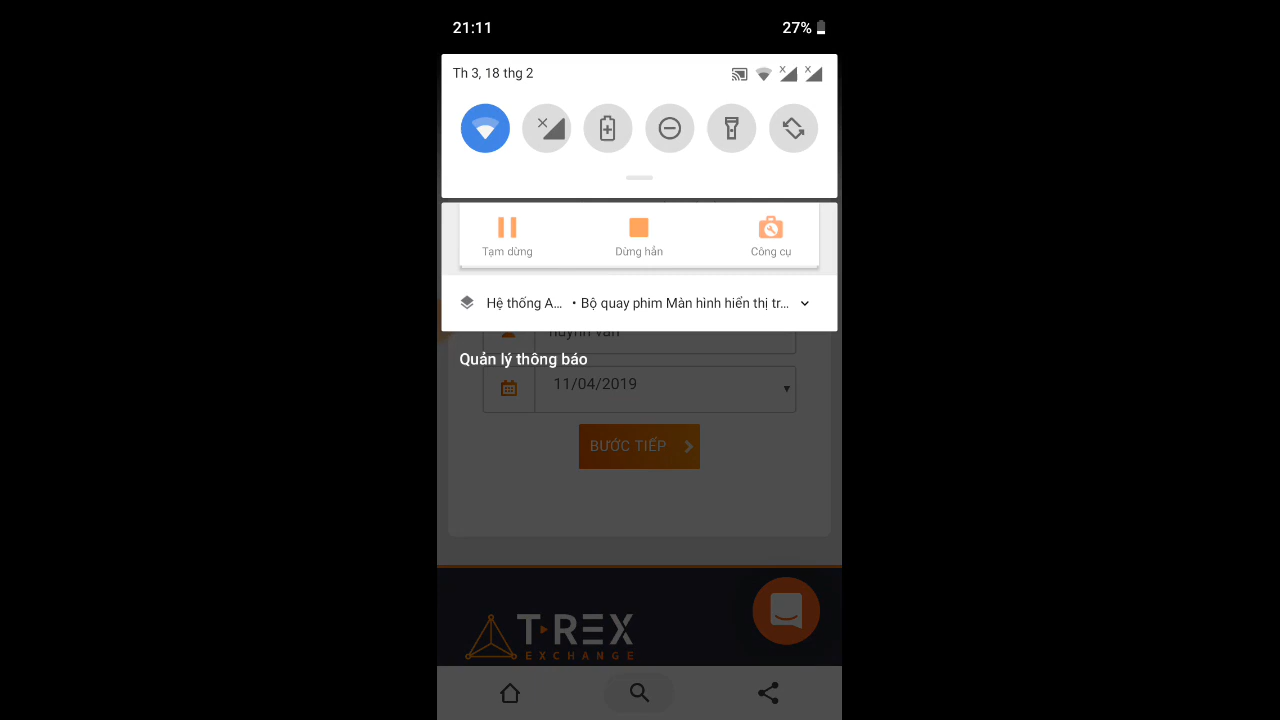 21:11
27%
Th 3, 18 thg 2
Tạm dừng
Dừng hẳn
Công cụ
Hệ thống A... • Bộ quay phim Màn hình hiển thị tr...
huynh van
Quản lý thông báo
11/04/2019
BƯỚC TIẾP
T REX
EXCHANGE